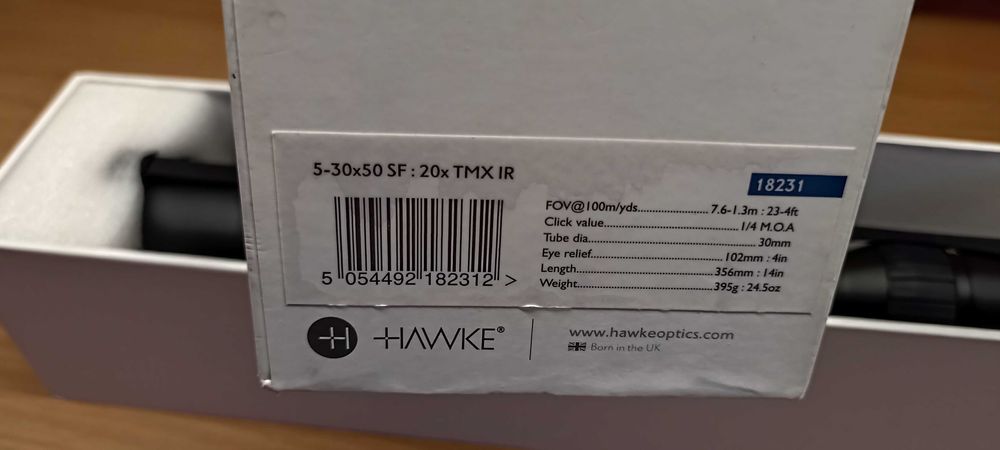 5-30x50 SF : 20x TMX IR
18231
FOV@100m/yds....................... 7.6-1.3m : 23-4ft
Click value............................................ 1/4 M.O.A
Tube dia...................................................... 30mm
Eye relief........................................... 102mm : 4in
Length......................................... 356mm : 14in
Weight......................................... 395g : 24.5oz
5 054492 182312 >
HAWKE®
www.hawkeoptics.com
Born in the UK